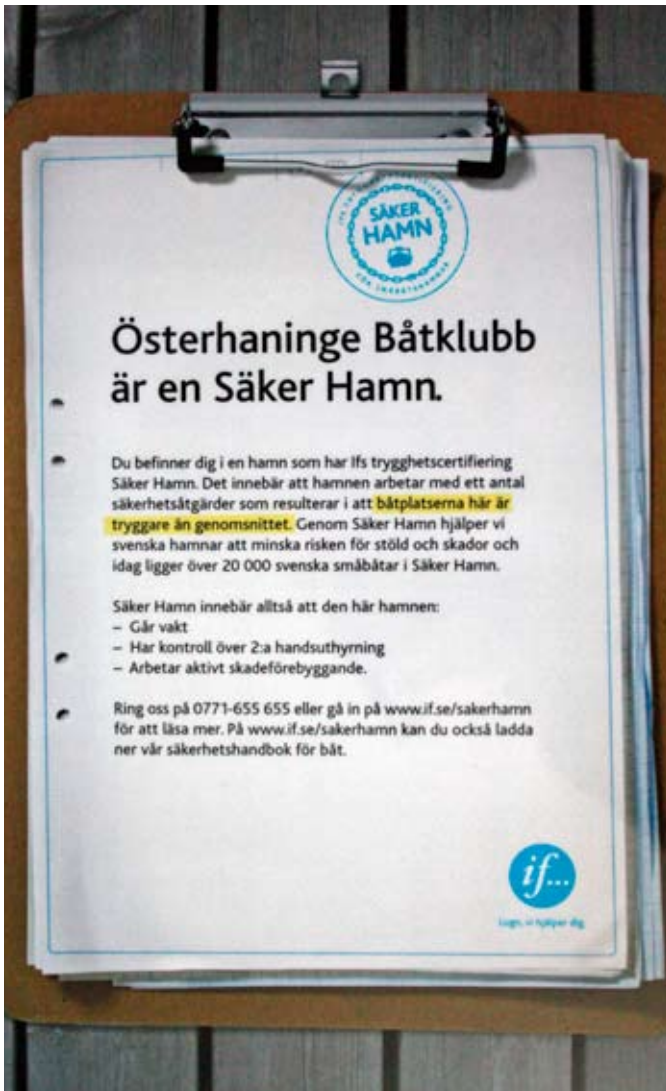 SÄKER
HAMN
Österhaninge Båtklubb
är en Säker Hamn.
Du befinner dig i en hamn som har Ifs trygghetscertifiering
Säker Hamn. Det innebär att hamnen arbetar med ett antal
säkerhetsåtgärder som resulterar i att båtplatserna här är
tryggare än genomsnittet. Genom Säker Hamn hjälper vi
svenska hamnar att minska risken för stöld och skador och
idag ligger över 20 000 svenska småbåtar i Säker Hamn.
Säker Hamn innebär alltså att den här hamnen:
– Går vakt
– Har kontroll över 2:a handsuthyrning
– Arbetar aktivt skadeförebyggande.
Ring oss på 0771-655 655 eller gå in på www.if.se/sakerhamn
för att läsa mer. På www.if.se/sakerhamn kan du också ladda
ner vår säkerhetshandbok för båt.
if...
Lugn, vi hjälper dig